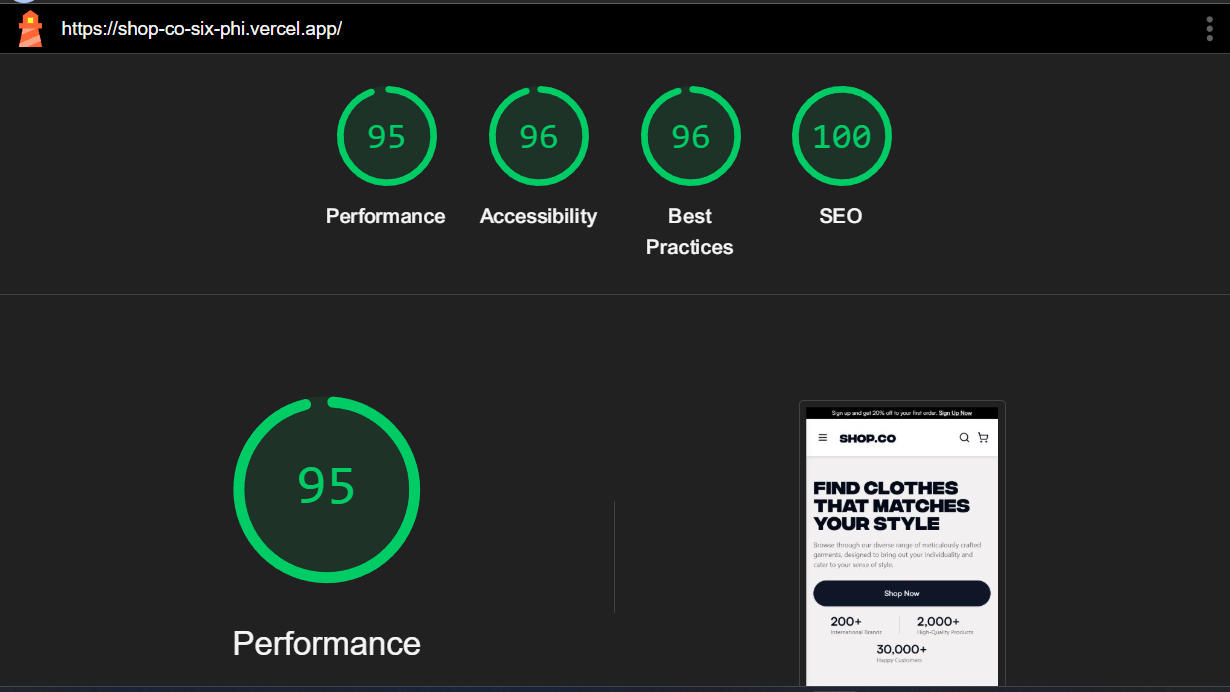 https://shop-co-six-phi.vercel.app/
95
96
96
100
Performance
Accessibility
Best
Practices
SEO
95
Performance
Sign up and get 20% off to your first order. Sign Up Now
SHOP.CO
FIND CLOTHES
THAT MATCHES
YOUR STYLE
Browse through our diverse range of meticulously crafted
garments, designed to bring out your individuality and
cater to your sense of style.
Shop Now
200+
International Brands
2,000+
High-Quality Products
30,000+
Happy Customers